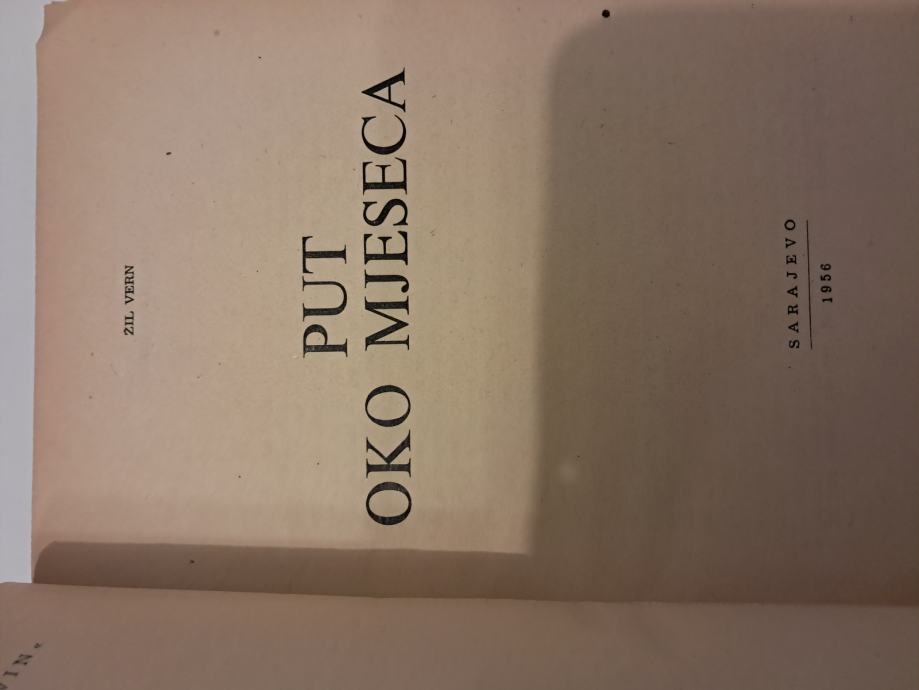 ŽIL VERN
PUT
OKO MJESECA
SARAJEVO
1956